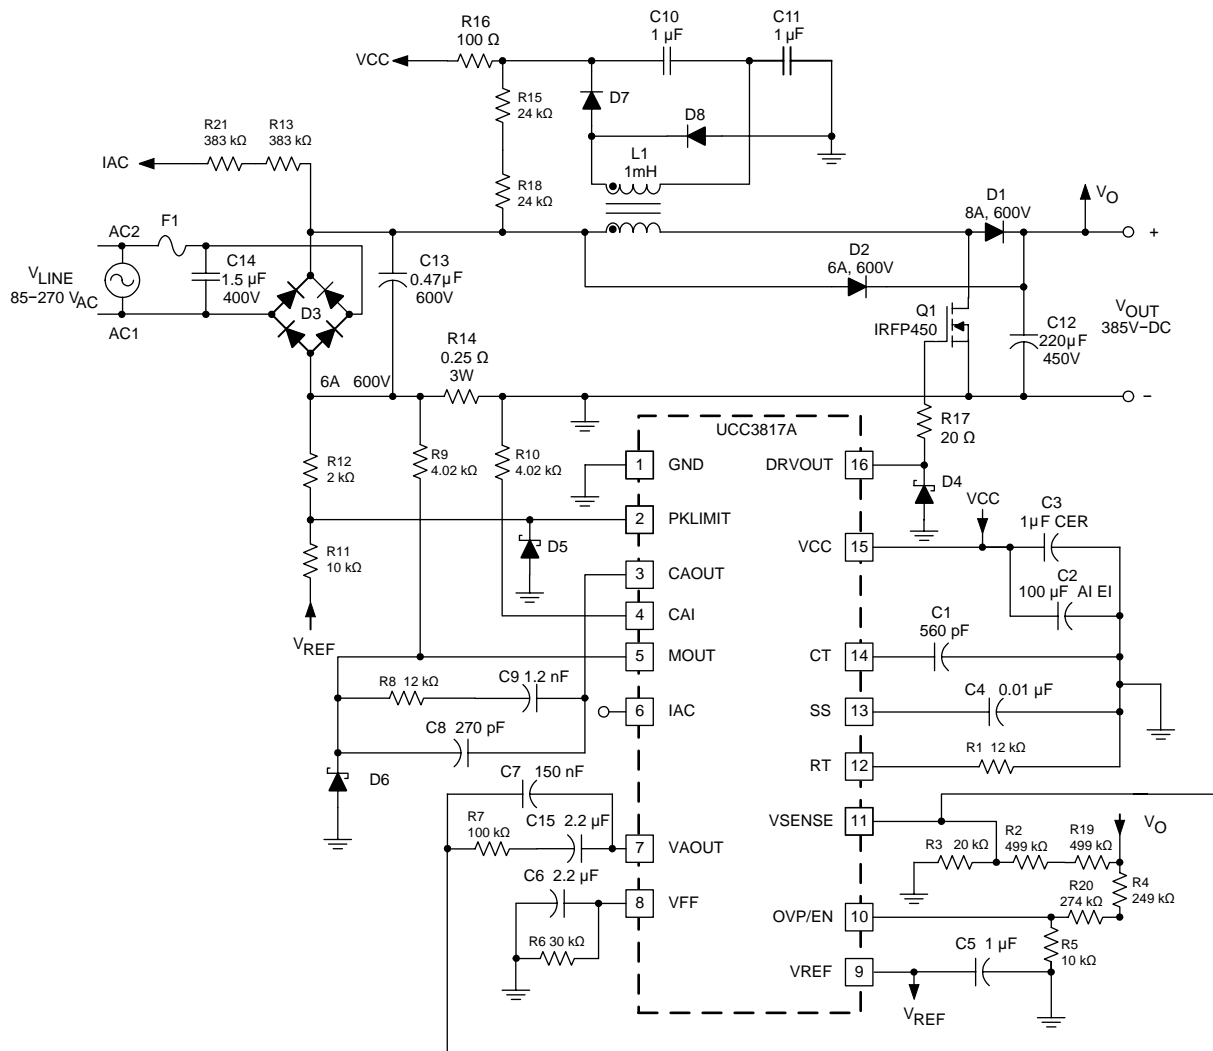 C10
1 µF
C11
1 µF
R16
100 Ω
VCC
R15
24 kΩ
D7
D8
R21
383 kΩ
R13
383 kΩ
IAC
L1
1mH
R18
24 kΩ
D1
8A, 600V
VO
F1
AC2
C14
1.5 µF
400V
VLINE
85−270 VAC
AC1
D3
C13
0.47µF
600V
D2
6A, 600V
+
Q1
IRFP450
VOUT
385V−DC
C12
220µF
450V
R14
0.25 Ω
3W
6A 600V
−
R17
20 Ω
UCC3817A
R12
2 kΩ
R9
4.02 kΩ
R10
4.02 kΩ
1
GND
DRVOUT
16
D4
VCC
C3
1µF CER
2
PKLIMIT
D5
VCC
15
R11
10 kΩ
3
CAOUT
C2
100 µF AI EI
4
CAI
C1
560 pF
VREF
5
MOUT
CT
14
R8 12 kΩ
C9 1.2 nF
C4 0.01 µF
6
IAC
SS
13
C8 270 pF
R1 12 kΩ
RT
12
D6
C7 150 nF
VSENSE
11
VO
R7
100 kΩ
C15 2.2 µF
R3 20 kΩ
R2
499 kΩ
R19
499 kΩ
7
VAOUT
C6 2.2 µF
R20
274 kΩ
R4
249 kΩ
8
VFF
OVP/EN
10
R6 30 kΩ
C5 1 µF
R5
10 kΩ
VREF
9
VREF